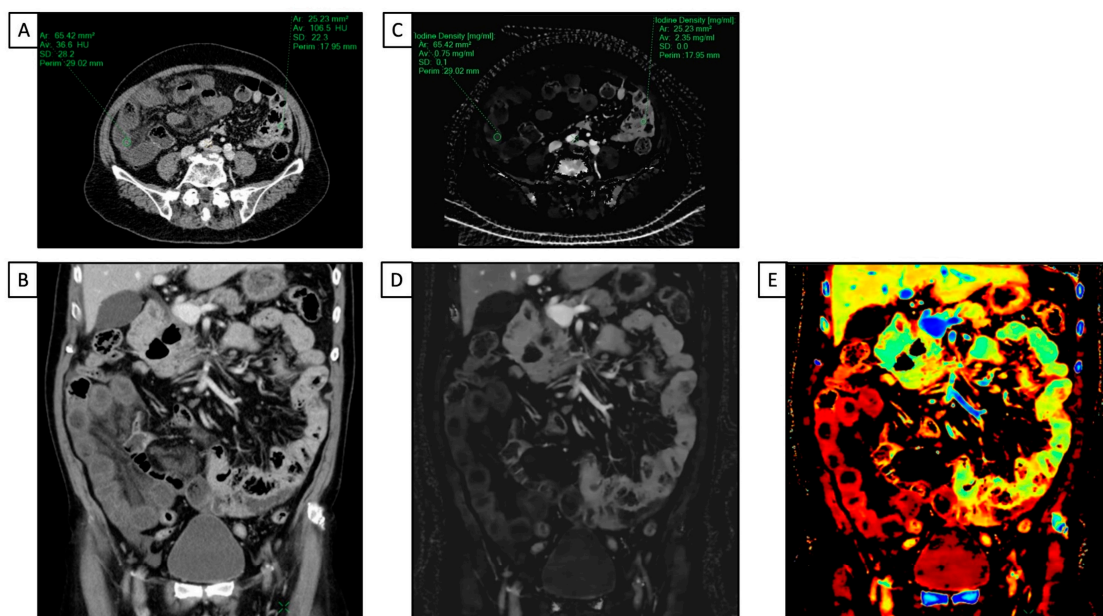 A
Ar 65.42 mm²
Av: 36.6 HU
SD : 28.2
Perim :29.02 mm
Ar: 25.23 mm²
Av: 106.5 HU
SD : 22.3
Perim : 17.95 mm
C
Iodine Density [mg/ml]
Ar: 65.42 mm²
Av:0.75 mg/ml
SD : 0.1
Perim :29.02 mm
Iodine Density [mg/ml]
Ar: 25.23 mm²
Av: 2.35 mg/ml
SD : 0.0
Perim :17.95 mm
B
D
E